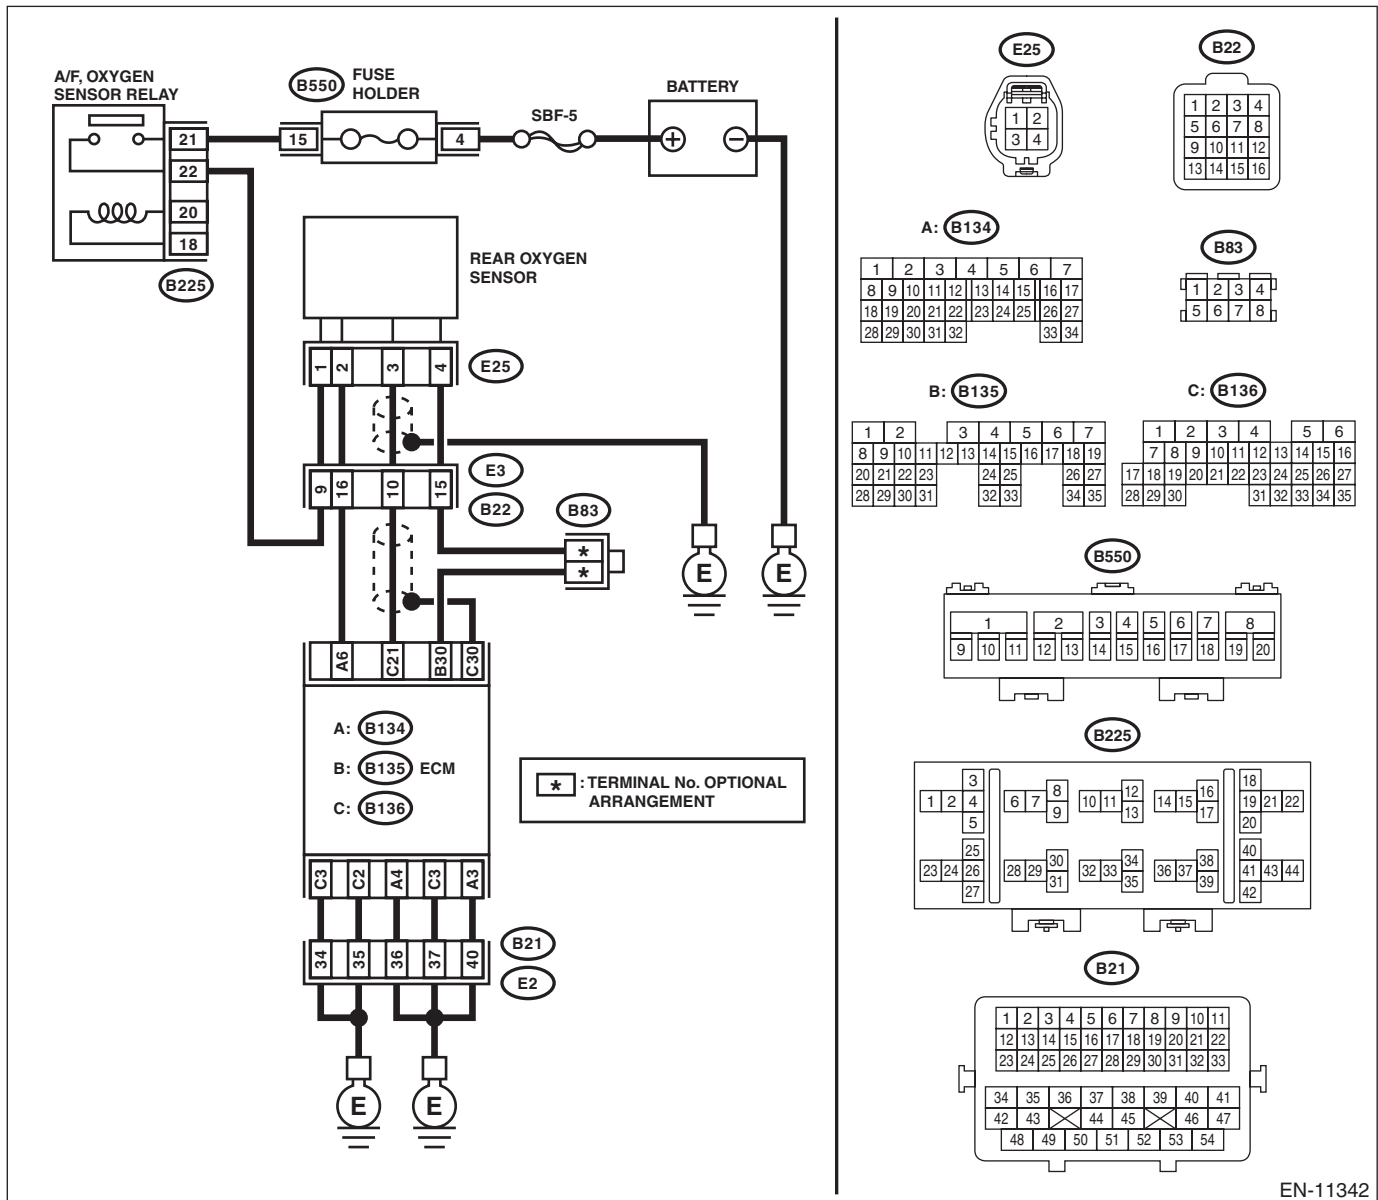 A/F, OXYGEN
SENSOR RELAY
B550
FUSE
HOLDER
SBF-5
BATTERY
21
15
4
+
−
22
20
18
B225
REAR OXYGEN
SENSOR
1 2 3 4
E25
9 16 10 15
E3
B22
B83
*
*
E E
A6 C21 B30 C30
A: B134
B: B135 ECM
C: B136
* : TERMINAL No. OPTIONAL
ARRANGEMENT
C3 C2 A4 C3 A3
34 35 36 37 40
B21
E2
E E
E25
1 2
3 4
B22
1 2 3 4
5 6 7 8
9 10 11 12
13 14 15 16
A: B134
1 2 3 4 5 6 7
8 9 10 11 12 13 14 15 16 17
18 19 20 21 22 23 24 25 26 27
28 29 30 31 32 33 34
B83
1 2 3 4
5 6 7 8
B: B135
1 2 3 4 5 6 7
8 9 10 11 12 13 14 15 16 17 18 19
20 21 22 23 24 25 26 27
28 29 30 31 32 33 34 35
C: B136
1 2 3 4 5 6
7 8 9 10 11 12 13 14 15 16
17 18 19 20 21 22 23 24 25 26 27
28 29 30 31 32 33 34 35
B550
1 2 3 4 5 6 7 8
9 10 11 12 13 14 15 16 17 18 19 20
B225
3 8 12 16 18
1 2 4 6 7 10 11 14 15 19 21 22
5 9 13 17 20
25 30 34 38 40
23 24 26 28 29 32 33 36 37 41 43 44
27 31 35 39 42
B21
1 2 3 4 5 6 7 8 9 10 11
12 13 14 15 16 17 18 19 20 21 22
23 24 25 26 27 28 29 30 31 32 33
34 35 36 37 38 39 40 41
42 43 44 45 46 47
48 49 50 51 52 53 54
EN-11342